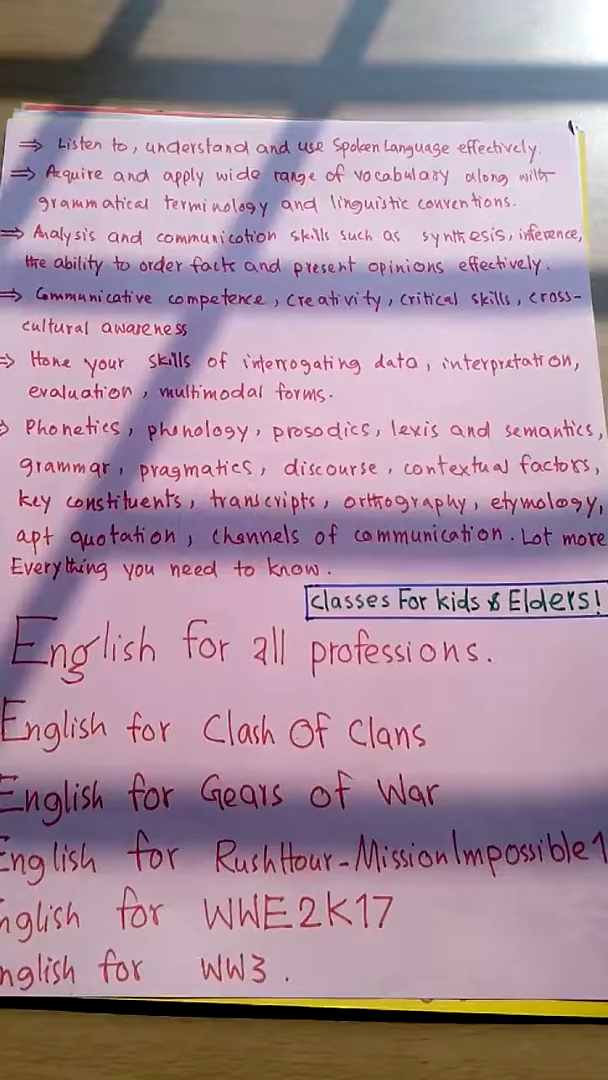 ⇒ Listen to, understand and use Spoken Language effectively.
⇒ Acquire and apply wide range of vocabulary along with
grammatical terminology and linguistic conventions.
⇒ Analysis and communication skills such as synthesis, inference,
the ability to order facts and present opinions effectively.
⇒ Communicative competence, creativity, critical skills, cross-
cultural awareness
⇒ Hone your skills of interrogating data, interpretation,
evaluation, multimodal forms.
⇒ Phonetics, phonology, prosodics, lexis and semantics,
grammar, pragmatics, discourse, contextual factors,
key constituents, transcripts, orthography, etymology,
apt quotation, channels of communication. Lot more
Everything you need to know.
Classes For kids & Elders!
English for all professions.
English for Clash Of Clans
English for Gears of War
English for RushHour-MissionImpossible1
nglish for WWE2K17
nglish for WW3.